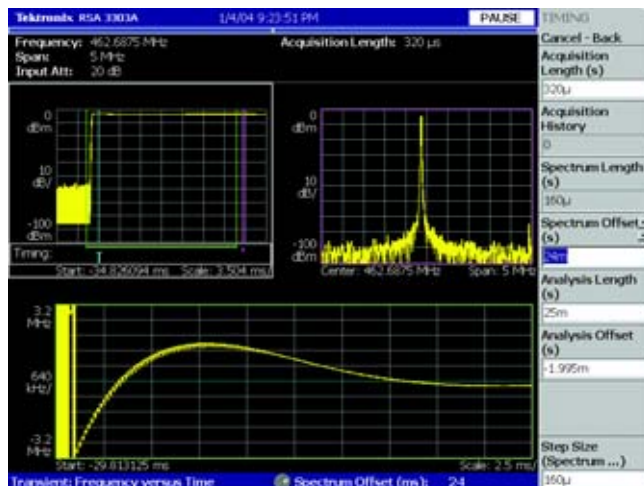 Tektronix RSA 3303A 1/4/04 9:23:51 PM PAUSE TIMING
Frequency: 462.6875 MHz Acquisition Length: 320 µs
Span: 5 MHz
Input Att: 20 dB
Cancel - Back
Acquisition
Length (s)
320µ
Acquisition
History
0
Spectrum Length
(s)
160µ
Spectrum Offset
(s)
24m
Analysis Length
(s)
25m
Analysis Offset
(s)
-1.995m
Step Size
(Spectrum ...)
160µ
0
dBm
10
dB/
-100
dBm
Timing:
Scale: 3.504 ms/
0
dBm
10
dB/
-100
dBm
Center: 462.6875 MHz Span: 5 MHz
3.2
MHz
640
kHz/
-3.2
MHz
Start: -29.813125 ms Scale: 2.5 ms/
Transient: Frequency versus Time Spectrum Offset (ms): 24